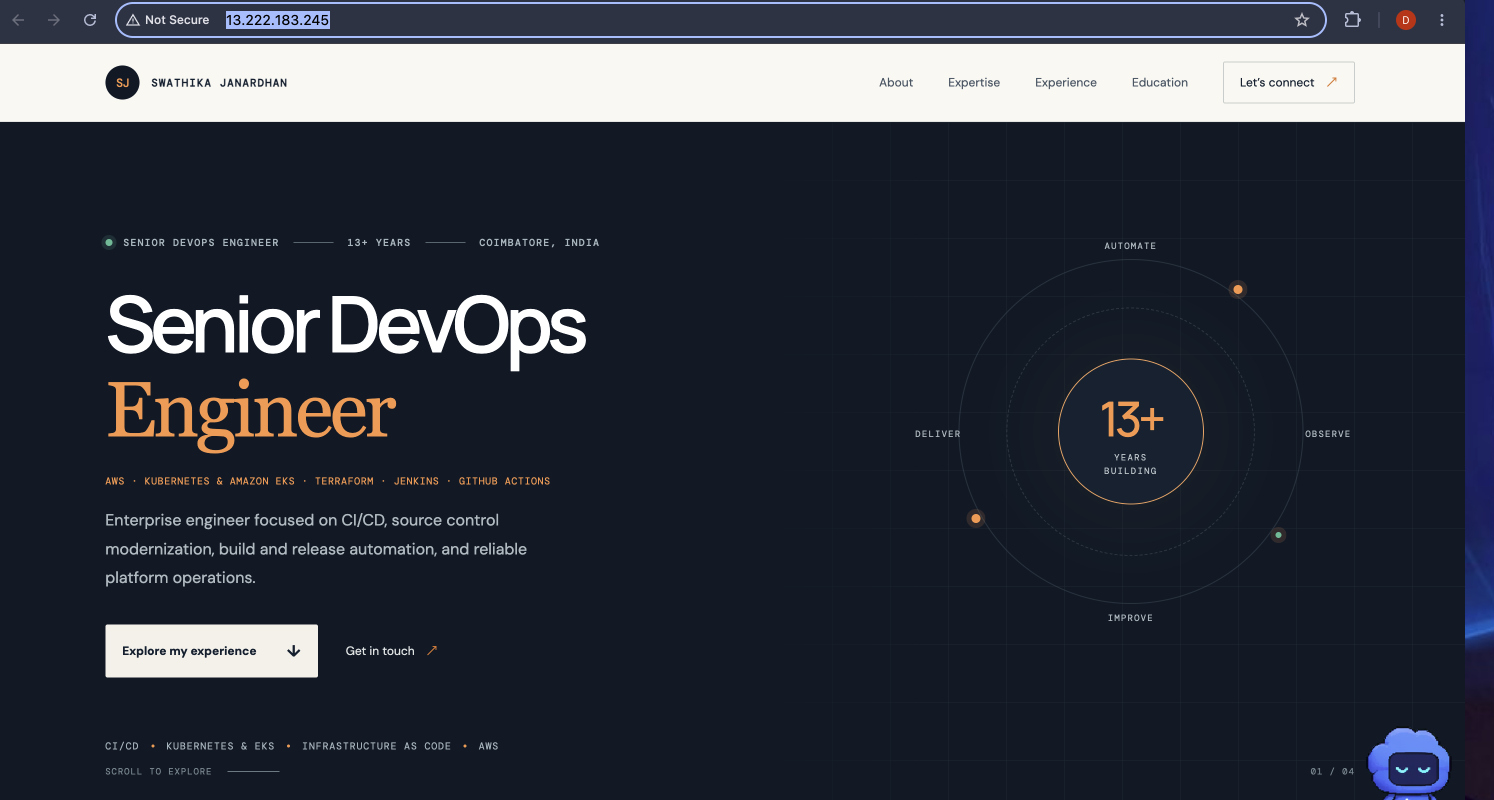 Not Secure 13.222.183.245
D
SJ SWATHIKA JANARDHAN
About Expertise Experience Education Let's connect ↗
SENIOR DEVOPS ENGINEER 13+ YEARS COIMBATORE, INDIA
Senior DevOps
Engineer
AWS · KUBERNETES & AMAZON EKS · TERRAFORM · JENKINS · GITHUB ACTIONS
Enterprise engineer focused on CI/CD, source control
modernization, build and release automation, and reliable
platform operations.
Explore my experience ↓ Get in touch ↗
CI/CD • KUBERNETES & EKS • INFRASTRUCTURE AS CODE • AWS
SCROLL TO EXPLORE
AUTOMATE
DELIVER
13+
YEARS
BUILDING
OBSERVE
IMPROVE
01 / 04